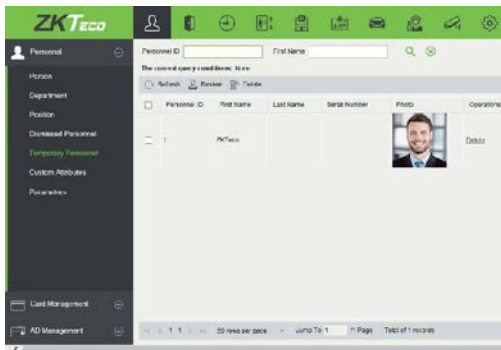 ZKTECO
Personnel
Person
Department
Position
Dismissed Personnel
Temporary Personnel
Custom Attributes
Parameters
Card Management
AD Management
Personnel ID
First Name
The current query conditions: None
Refresh Review Delete
Personnel ID First Name Last Name Serial Number Photo Operations
1 ZKTeco Delete
1 1 50 rows per page Jump To 1 /1 Page Total of 1 records